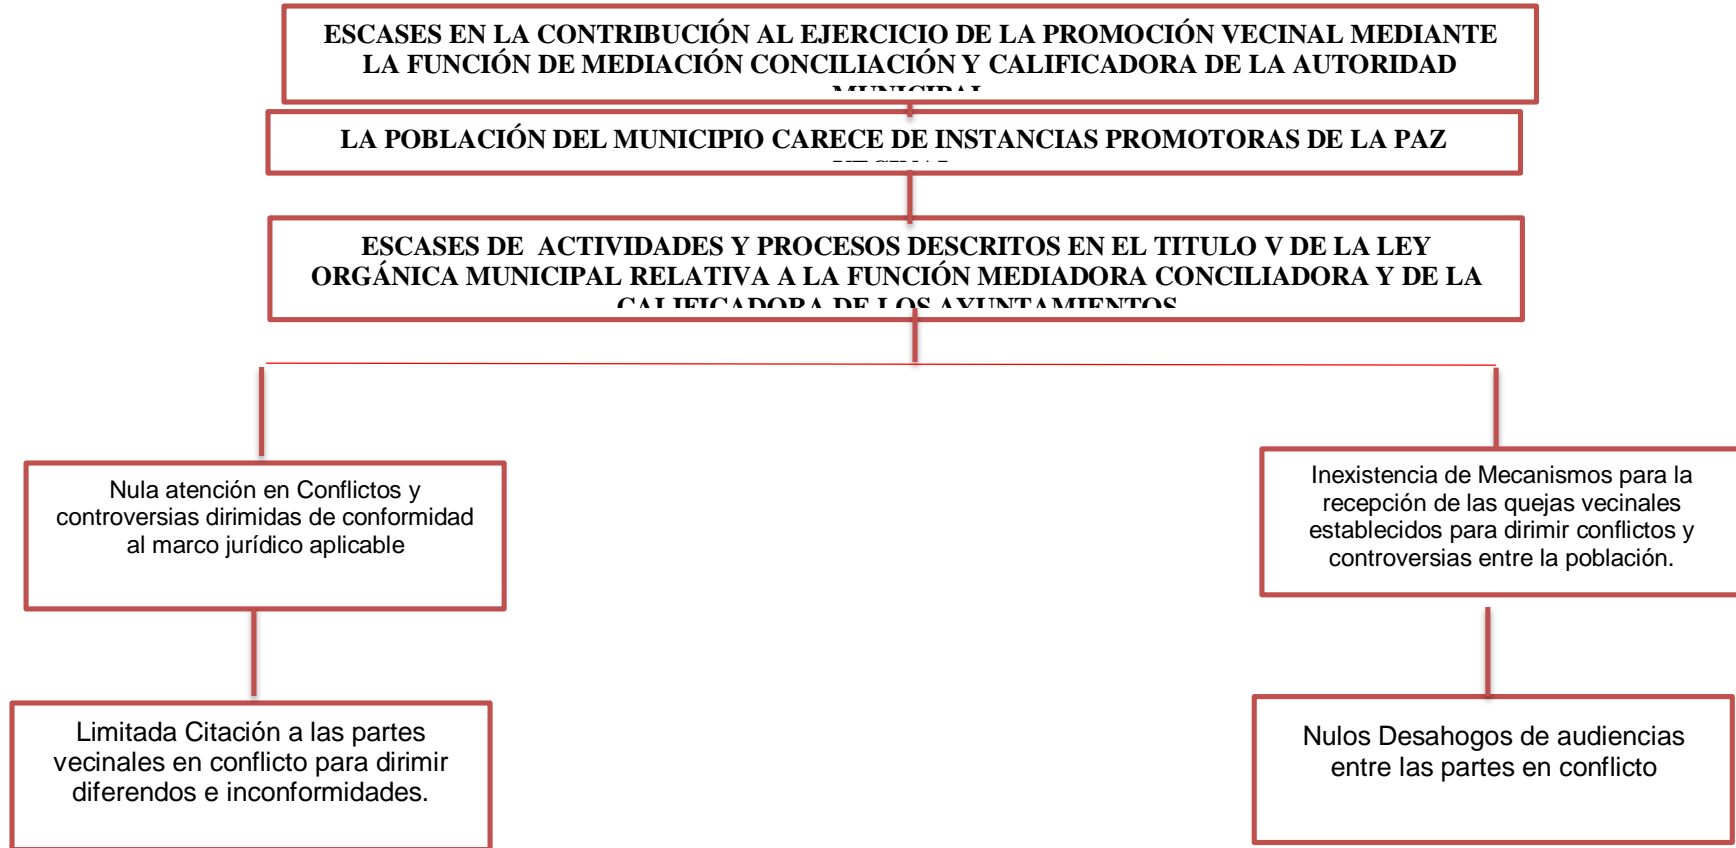 ESCASES EN LA CONTRIBUCIÓN AL EJERCICIO DE LA PROMOCIÓN VECINAL MEDIANTE
LA FUNCIÓN DE MEDIACIÓN CONCILIACIÓN Y CALIFICADORA DE LA AUTORIDAD
MUNICIPAL
LA POBLACIÓN DEL MUNICIPIO CARECE DE INSTANCIAS PROMOTORAS DE LA PAZ
ESCASES DE ACTIVIDADES Y PROCESOS DESCRITOS EN EL TITULO V DE LA LEY
ORGÁNICA MUNICIPAL RELATIVA A LA FUNCIÓN MEDIADORA CONCILIADORA Y DE LA
CALIFICADORA DE LOS AYUNTAMIENTOS
Nula atención en Conflictos y
controversias dirimidas de conformidad
al marco jurídico aplicable
Inexistencia de Mecanismos para la
recepción de las quejas vecinales
establecidos para dirimir conflictos y
controversias entre la población.
Limitada Citación a las partes
vecinales en conflicto para dirimir
diferendos e inconformidades.
Nulos Desahogos de audiencias
entre las partes en conflicto